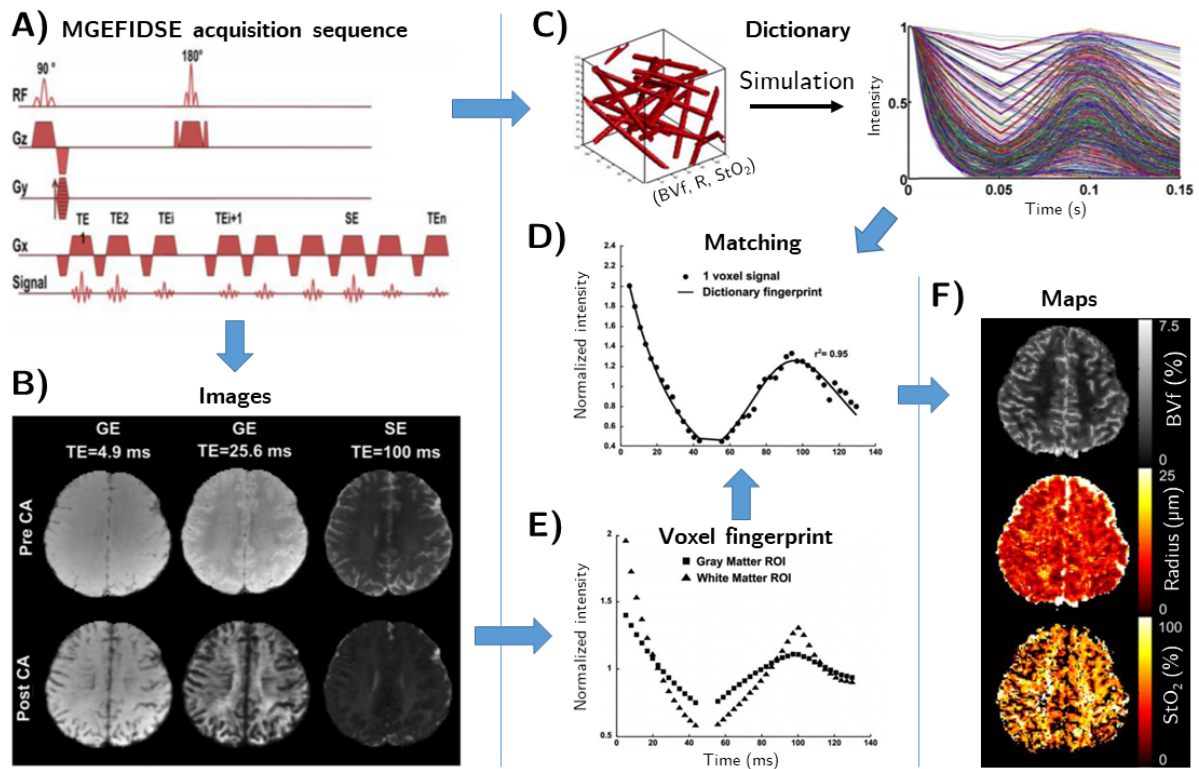 A) MGEFIDSE acquisition sequence
90°
180°
RF
Gz
Gy
TE
1
TE2
TEi
TEi+1
SE
TEn
Gx
Signal
B) Images
GE
TE=4.9 ms
GE
TE=25.6 ms
SE
TE=100 ms
Pre CA
Post CA
C) Dictionary
Simulation
(BVf, R, StO₂)
Intensity
1
0.5
0
0
0.05
0.1
0.15
Time (s)
D) Matching
Normalized intensity
2.4
2.2
2
1.8
1.6
1.4
1.2
1
0.8
0.6
0.4
1 voxel signal
Dictionary fingerprint
r²= 0.95
0 20 40 60 80 100 120 140
E) Voxel fingerprint
Normalized intensity
2
1.5
1
0.5
Gray Matter ROI
White Matter ROI
0 20 40 60 80 100 120 140
Time (ms)
F) Maps
7.5
BVf (%)
0
25
Radius (μm)
0
100
StO₂ (%)
0